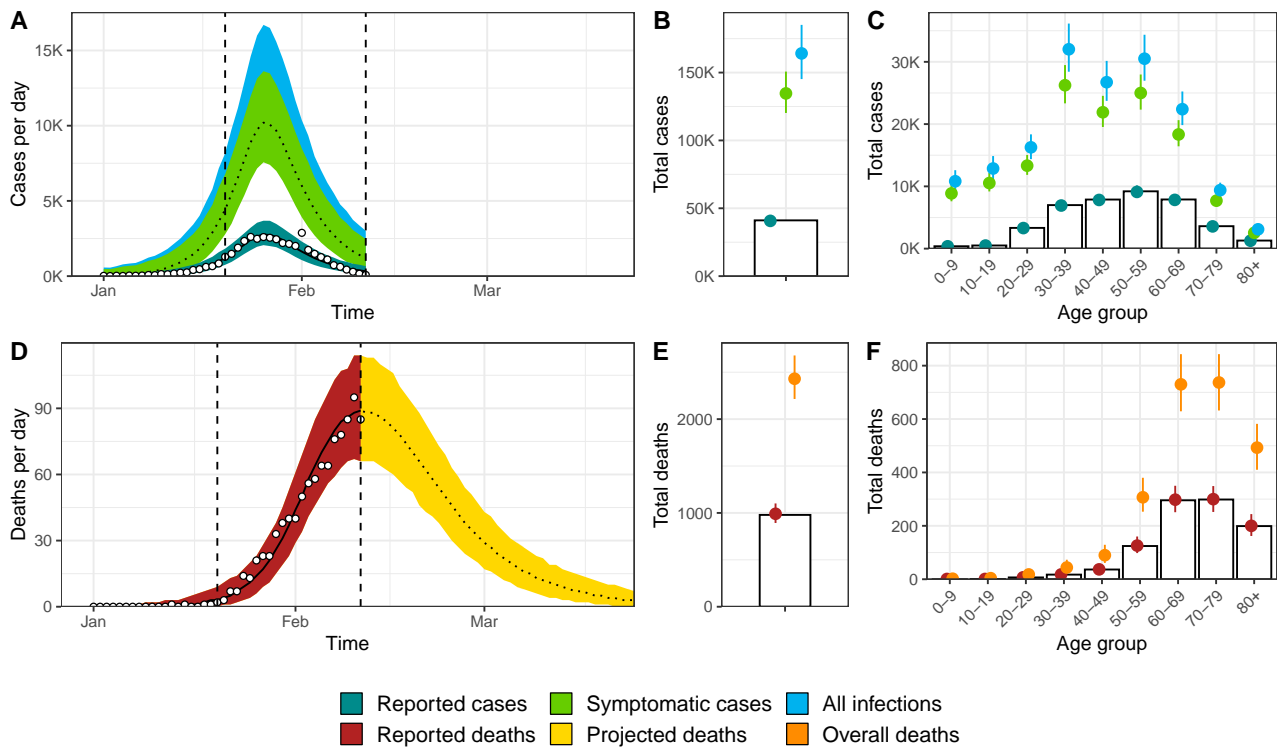 A
Cases per day
15K
10K
5K
0K
Jan
Feb
Mar
Time
B
Total cases
150K
100K
50K
0K
C
Total cases
30K
20K
10K
0K
0–9
10–19
20–29
30–39
40–49
50–59
60–69
70–79
80+
Age group
D
Deaths per day
90
60
30
0
Jan
Feb
Mar
Time
E
Total deaths
2000
1000
0
F
Total deaths
800
600
400
200
0
0–9
10–19
20–29
30–39
40–49
50–59
60–69
70–79
80+
Age group
Reported cases
Symptomatic cases
All infections
Reported deaths
Projected deaths
Overall deaths